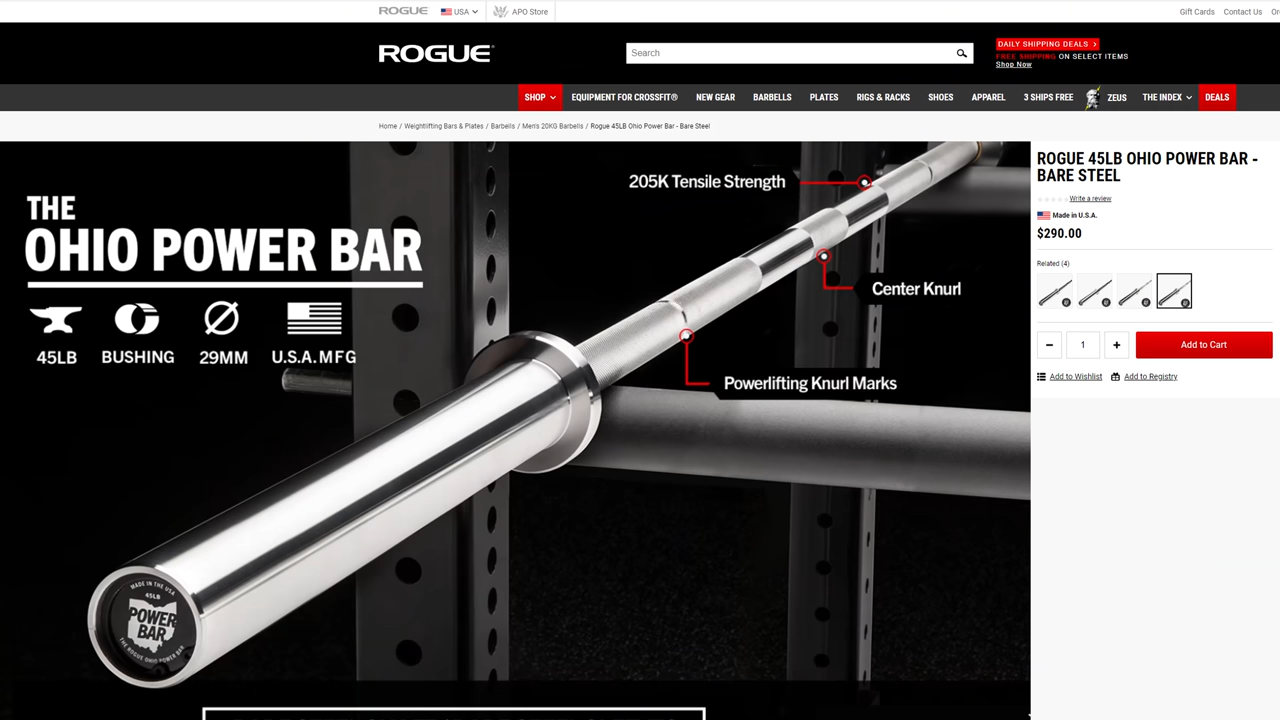 ROGUE USA APO Store Gift Cards Contact Us Or
ROGUE
Search
DAILY SHIPPING DEALS
FREE SHIPPING ON SELECT ITEMS
Shop Now
SHOP EQUIPMENT FOR CROSSFIT® NEW GEAR BARBELLS PLATES RIGS & RACKS SHOES APPAREL 3 SHIPS FREE ZEUS THE INDEX DEALS
Home / Weightlifting Bars & Plates / Barbells / Men's 20KG Barbells / Rogue 45LB Ohio Power Bar - Bare Steel
THE
OHIO POWER BAR
45LB BUSHING 29MM U.S.A.MFG
205K Tensile Strength
Center Knurl
Powerlifting Knurl Marks
MADE IN THE USA
45LB
POWER
BAR
THE ROGUE OHIO POWER BAR
ROGUE 45LB OHIO POWER BAR -
BARE STEEL
Write a review
Made in U.S.A.
$290.00
Related (4)
− 1 + Add to Cart
Add to Wishlist Add to Registry